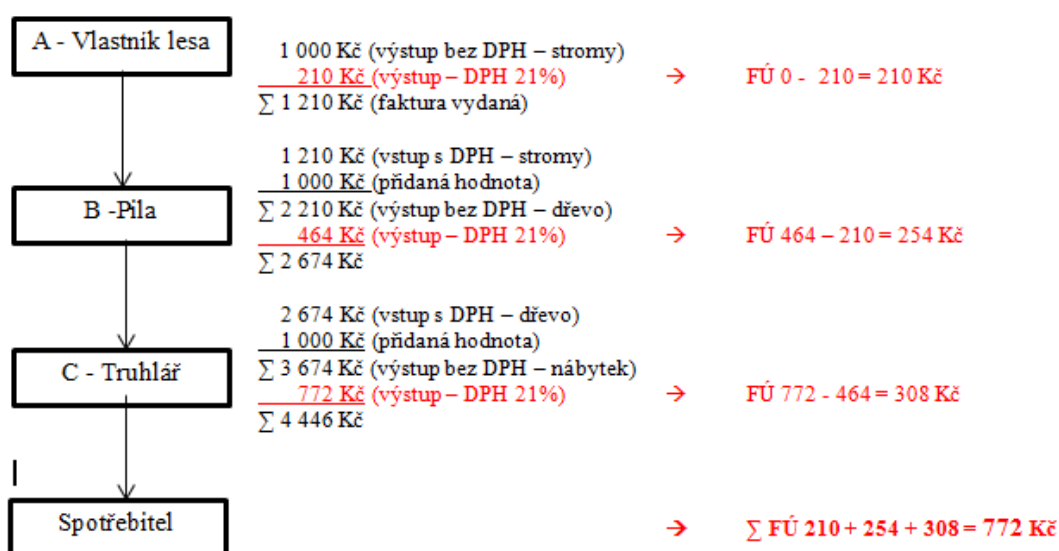 A - Vlastník lesa
1 000 Kč (výstup bez DPH – stromy)
210 Kč (výstup – DPH 21%) → FÚ 0 - 210 = 210 Kč
∑ 1 210 Kč (faktura vydaná)
1 210 Kč (vstup s DPH – stromy)
1 000 Kč (přidaná hodnota)
B -Pila
∑ 2 210 Kč (výstup bez DPH – dřevo)
464 Kč (výstup – DPH 21%) → FÚ 464 – 210 = 254 Kč
∑ 2 674 Kč
2 674 Kč (vstup s DPH – dřevo)
1 000 Kč (přidaná hodnota)
C - Truhlář
∑ 3 674 Kč (výstup bez DPH – nábytek)
772 Kč (výstup – DPH 21%) → FÚ 772 - 464 = 308 Kč
∑ 4 446 Kč
Spotřebitel → ∑ FÚ 210 + 254 + 308 = 772 Kč